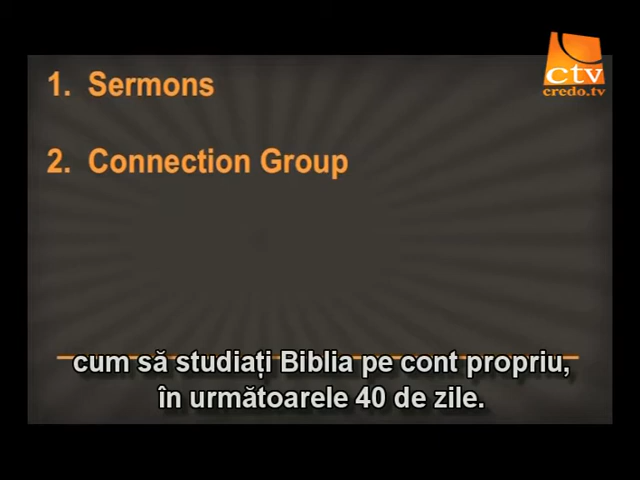 ctv
credo.tv
1. Sermons
2. Connection Group
cum să studiați Biblia pe cont propriu,
în următoarele 40 de zile.